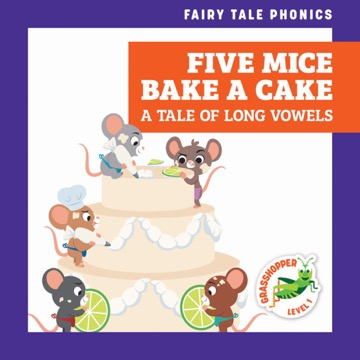 FAIRY TALE PHONICS
FIVE MICE
BAKE A CAKE
A TALE OF LONG VOWELS
GRASSHOPPER
LEVEL 1